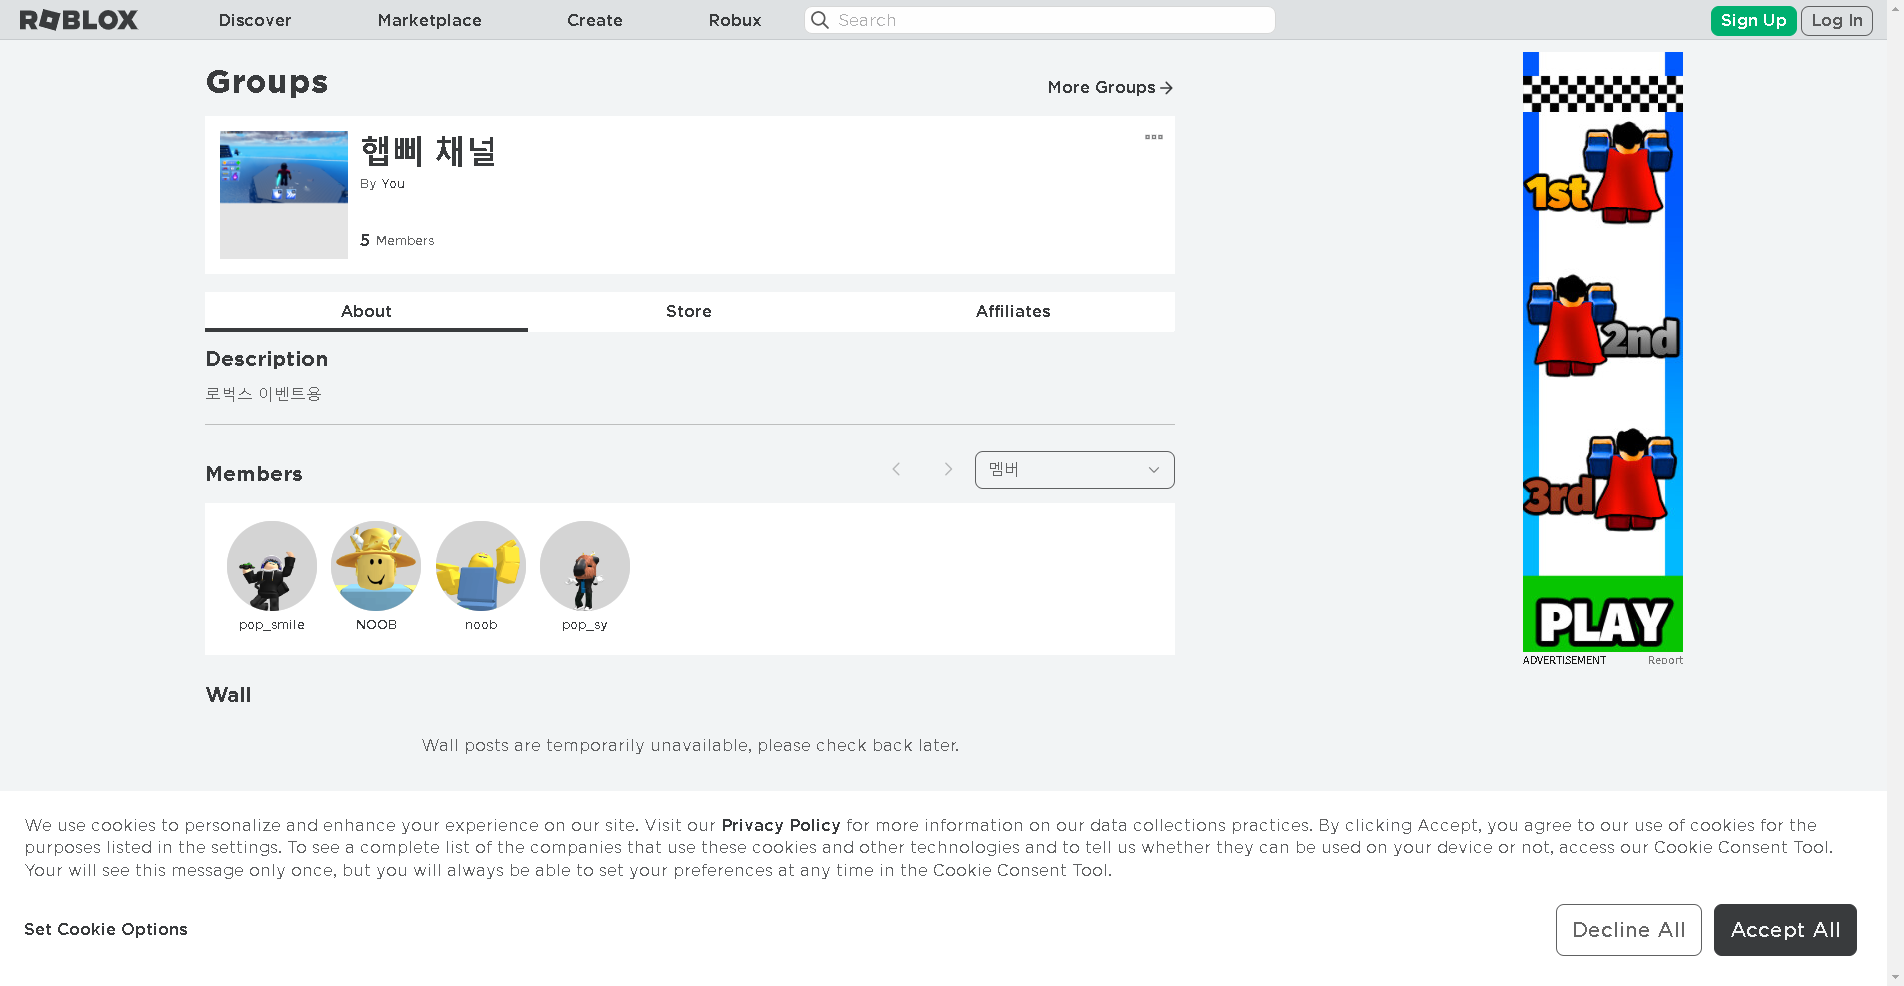 ROBLOX
Discover
Marketplace
Create
Robux
Search
Sign Up
Log In
Groups
More Groups
햅삐 채널
By You
5 Members
About
Store
Affiliates
Description
로벅스 이벤트용
Members
멤버
pop_smile
NOOB
noob
pop_sy
Wall
Wall posts are temporarily unavailable, please check back later.
1st
2nd
3rd
PLAY
ADVERTISEMENT
Report
We use cookies to personalize and enhance your experience on our site. Visit our Privacy Policy for more information on our data collections practices. By clicking Accept, you agree to our use of cookies for the
purposes listed in the settings. To see a complete list of the companies that use these cookies and other technologies and to tell us whether they can be used on your device or not, access our Cookie Consent Tool.
Your will see this message only once, but you will always be able to set your preferences at any time in the Cookie Consent Tool.
Set Cookie Options
Decline All
Accept All